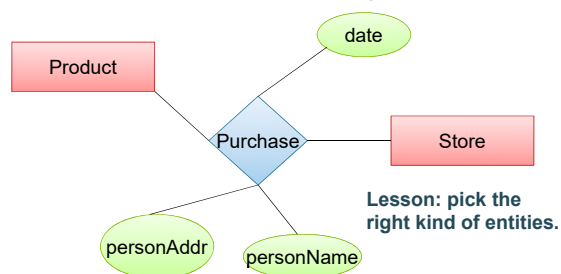 date
Product
Purchase
Store
Lesson: pick the
right kind of entities.
personAddr
personName